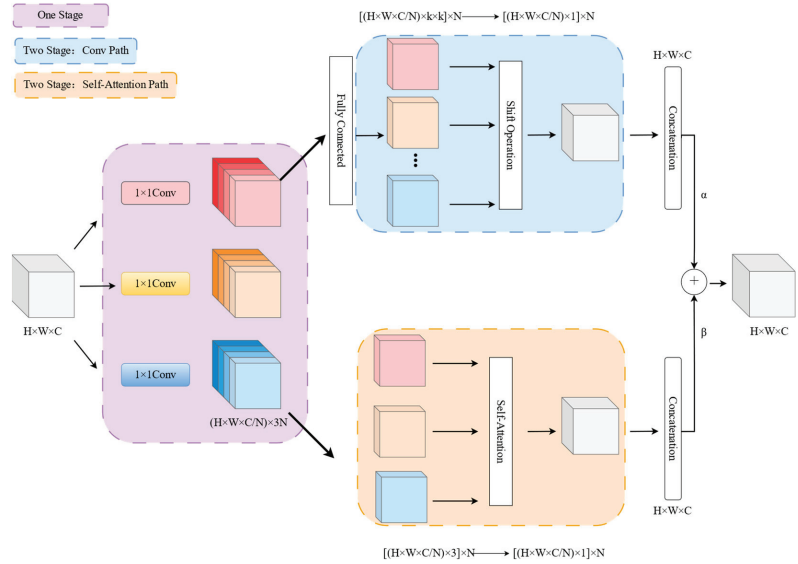 One Stage
Two Stage：Conv Path
Two Stage：Self-Attention Path
[(H×W×C/N)×k×k]×N → [(H×W×C/N)×1]×N
H×W×C
Fully Connected
Shift Operation
Concatenation
1×1Conv
1×1Conv
1×1Conv
H×W×C
(H×W×C/N)×3N
α
+
β
H×W×C
Self-Attention
Concatenation
H×W×C
[(H×W×C/N)×3]×N → [(H×W×C/N)×1]×N